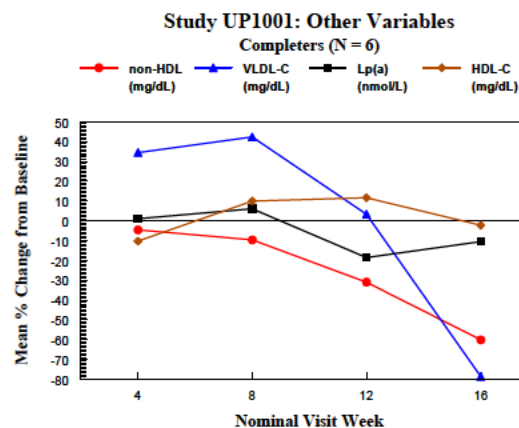 Study UP1001: Other Variables
Completers (N = 6)
non-HDL (mg/dL)
VLDL-C (mg/dL)
Lp(a) (nmol/L)
HDL-C (mg/dL)
Mean % Change from Baseline
50
40
30
20
10
0
-10
-20
-30
-40
-50
-60
-70
-80
4 8 12 16
Nominal Visit Week